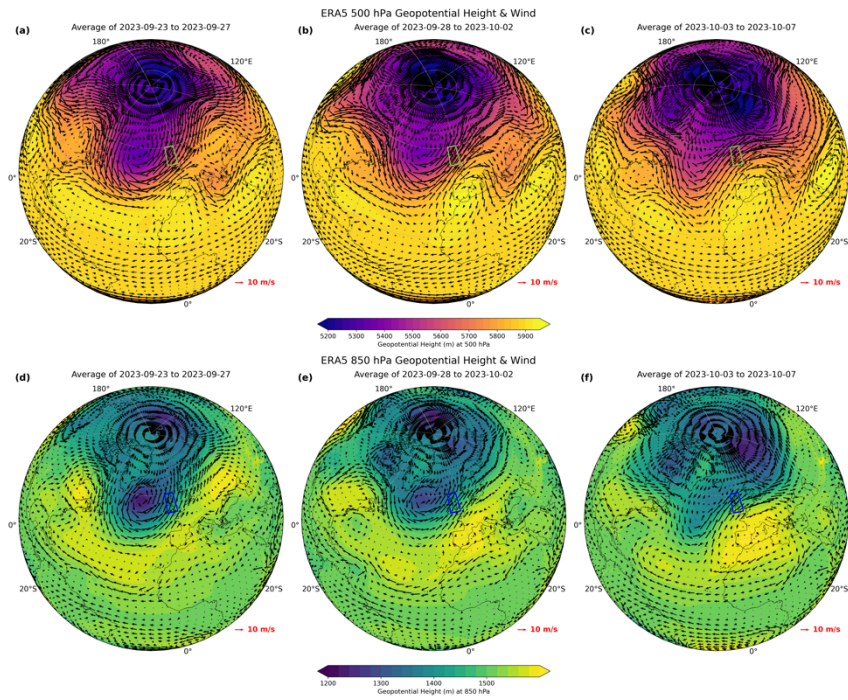 ERA5 500 hPa Geopotential Height & Wind
(a) Average of 2023-09-23 to 2023-09-27
(b) Average of 2023-09-28 to 2023-10-02
(c) Average of 2023-10-03 to 2023-10-07
180° 120°E
180° 120°E
180° 120°E
0° 0° 0°
20°S 20°S 20°S
→ 10 m/s → 10 m/s → 10 m/s
0° 0° 0°
5200 5300 5400 5500 5600 5700 5800 5900
Geopotential Height (m) at 500 hPa
ERA5 850 hPa Geopotential Height & Wind
(d) Average of 2023-09-23 to 2023-09-27
(e) Average of 2023-09-28 to 2023-10-02
(f) Average of 2023-10-03 to 2023-10-07
180° 120°E
180° 120°E
180° 120°E
0° 0° 0°
20°S 20°S 20°S
→ 10 m/s → 10 m/s → 10 m/s
0° 0° 0°
1200 1300 1400 1500
Geopotential Height (m) at 850 hPa